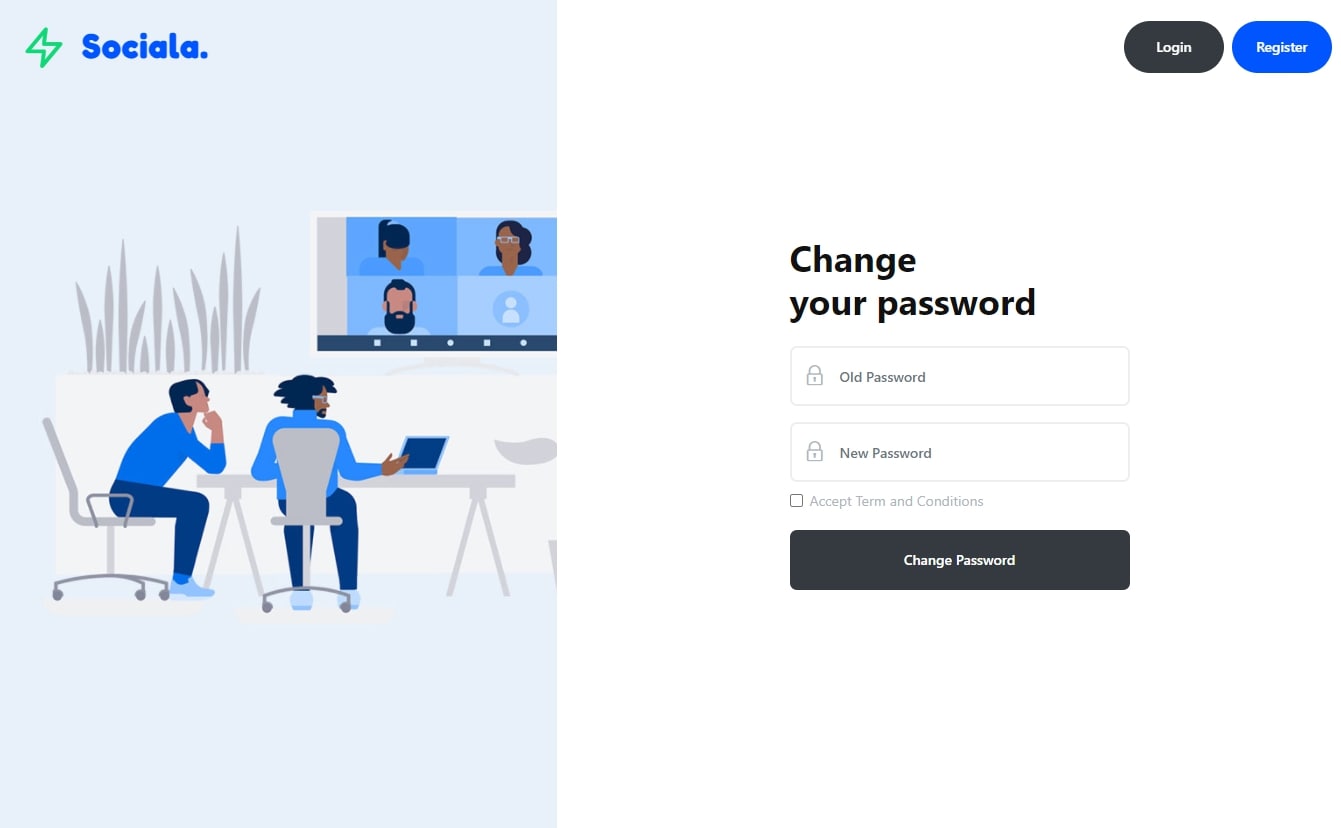 Sociala.
Login
Register
Change
your password
Old Password
New Password
Accept Term and Conditions
Change Password